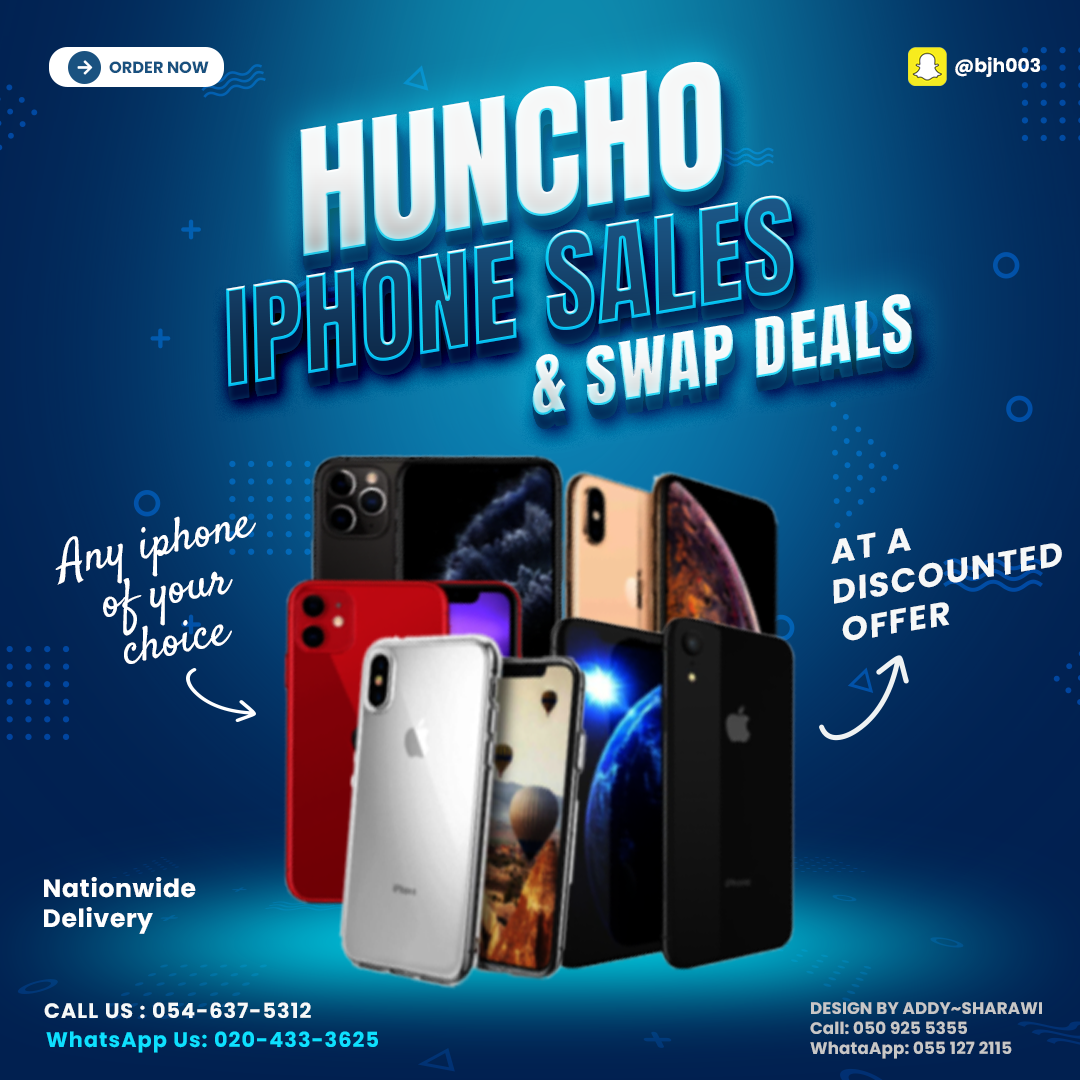 ORDER NOW
@bjh003
HUNCHO
IPHONE SALES
& SWAP DEALS
Any iphone
of your
choice
AT A
DISCOUNTED
OFFER
Nationwide
Delivery
CALL US : 054-637-5312
WhatsApp Us: 020-433-3625
DESIGN BY ADDY~SHARAWI
Call: 050 925 5355
WhataApp: 055 127 2115